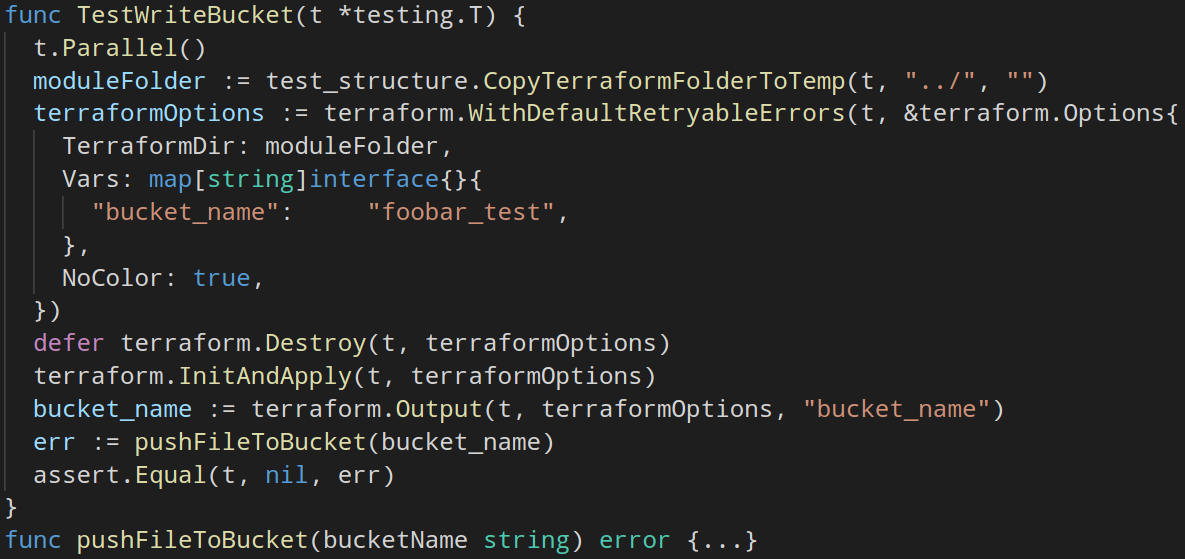 func TestWriteBucket(t *testing.T) {
  t.Parallel()
  moduleFolder := test_structure.CopyTerraformFolderToTemp(t, "../", "")
  terraformOptions := terraform.WithDefaultRetryableErrors(t, &terraform.Options{
    TerraformDir: moduleFolder,
    Vars: map[string]interface{}{
      "bucket_name":     "foobar_test",
    },
    NoColor: true,
  })
  defer terraform.Destroy(t, terraformOptions)
  terraform.InitAndApply(t, terraformOptions)
  bucket_name := terraform.Output(t, terraformOptions, "bucket_name")
  err := pushFileToBucket(bucket_name)
  assert.Equal(t, nil, err)
}
func pushFileToBucket(bucketName string) error {...}